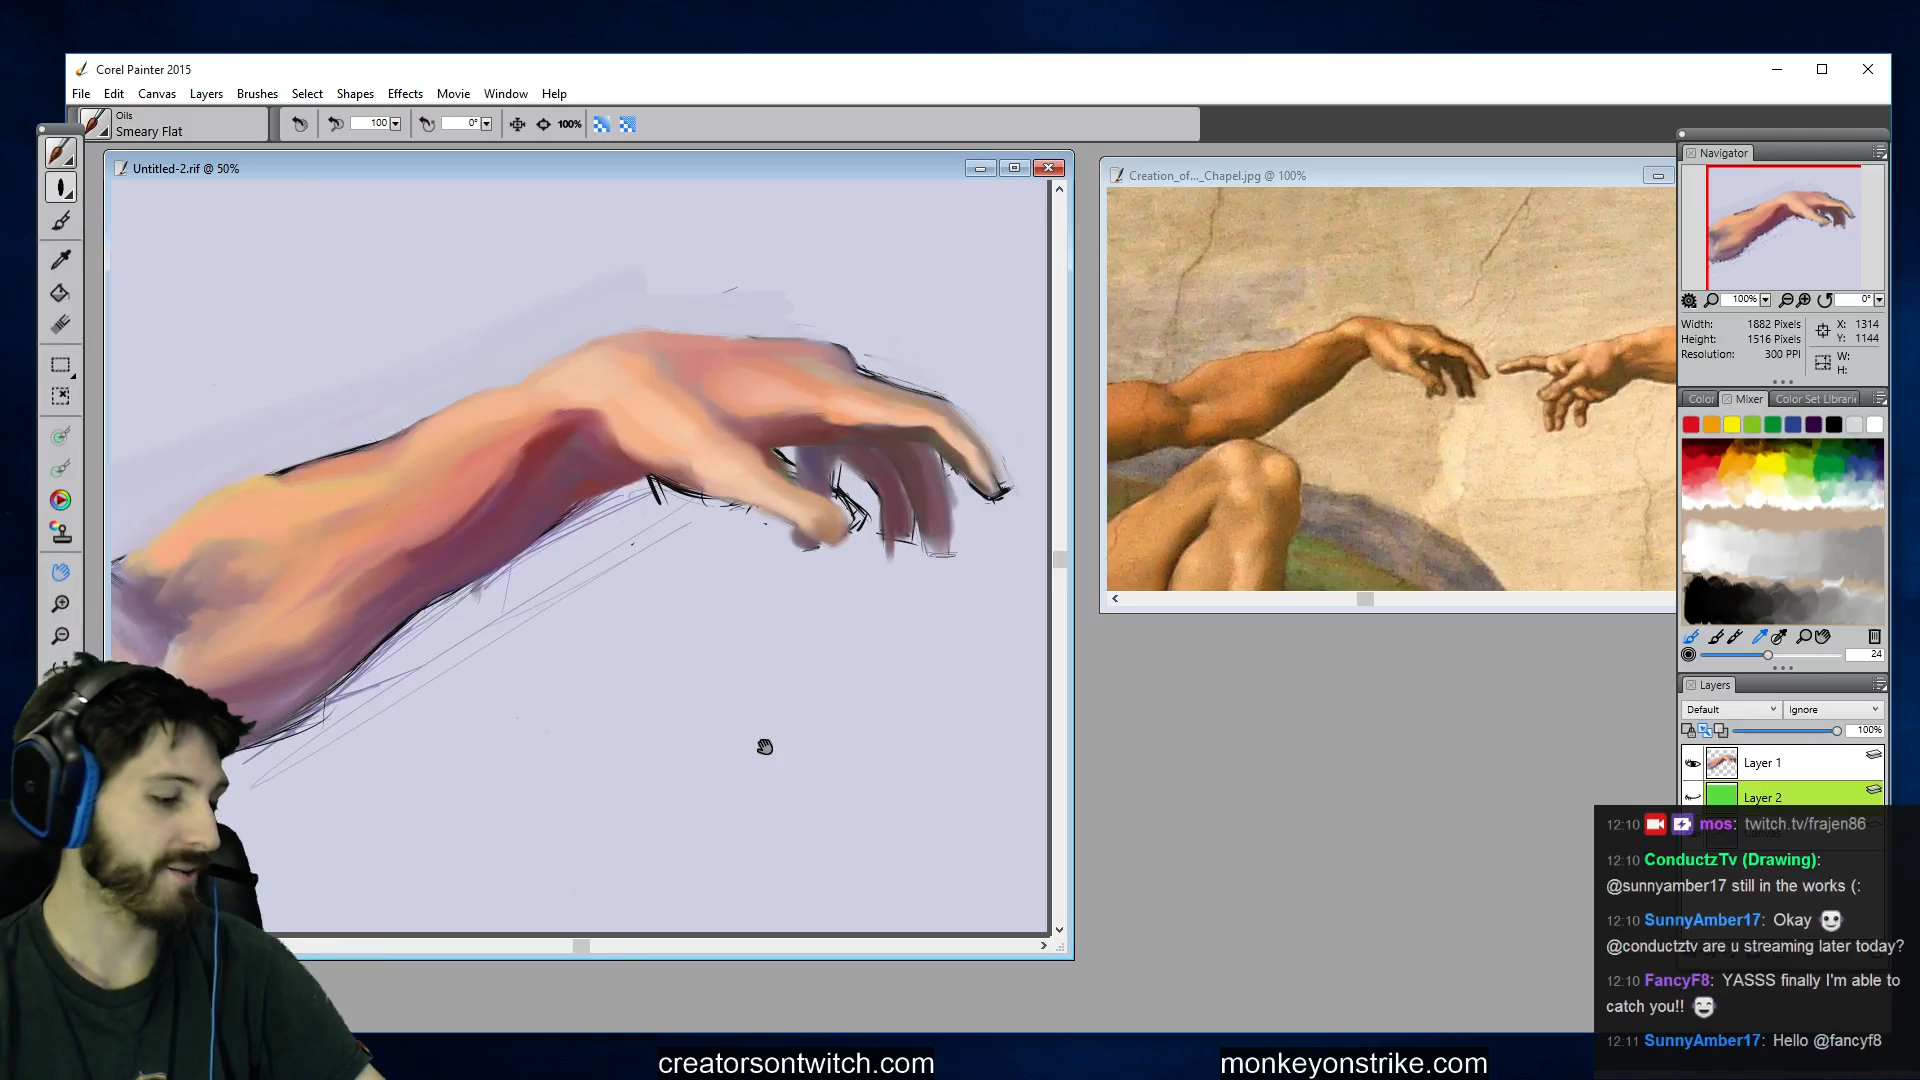 Corel Painter 2015
File Edit Canvas Layers Brushes Select Shapes Effects Movie Window Help
Oils
Smeary Flat
100
0°
100%
Untitled-2.rif @ 50%
Creation_of..._Chapel.jpg @ 100%
Navigator
100%
0°
Width: 1882 Pixels
Height: 1516 Pixels
Resolution: 300 PPI
X: 1314
Y: 1144
W:
H:
Color Mixer Color Set Librari
24
Layers
Default Ignore
100%
Layer 1
Layer 2
12:10 mos: twitch.tv/frajen86
12:10 ConductzTv (Drawing):
@sunnyamber17 still in the works (:
12:10 SunnyAmber17: Okay
@conductztv are u streaming later today?
12:10 FancyF8: YASSS finally I'm able to
catch you!!
12:11 SunnyAmber17: Hello @fancyf8
creatorsontwitch.com
monkeyonstrike.com